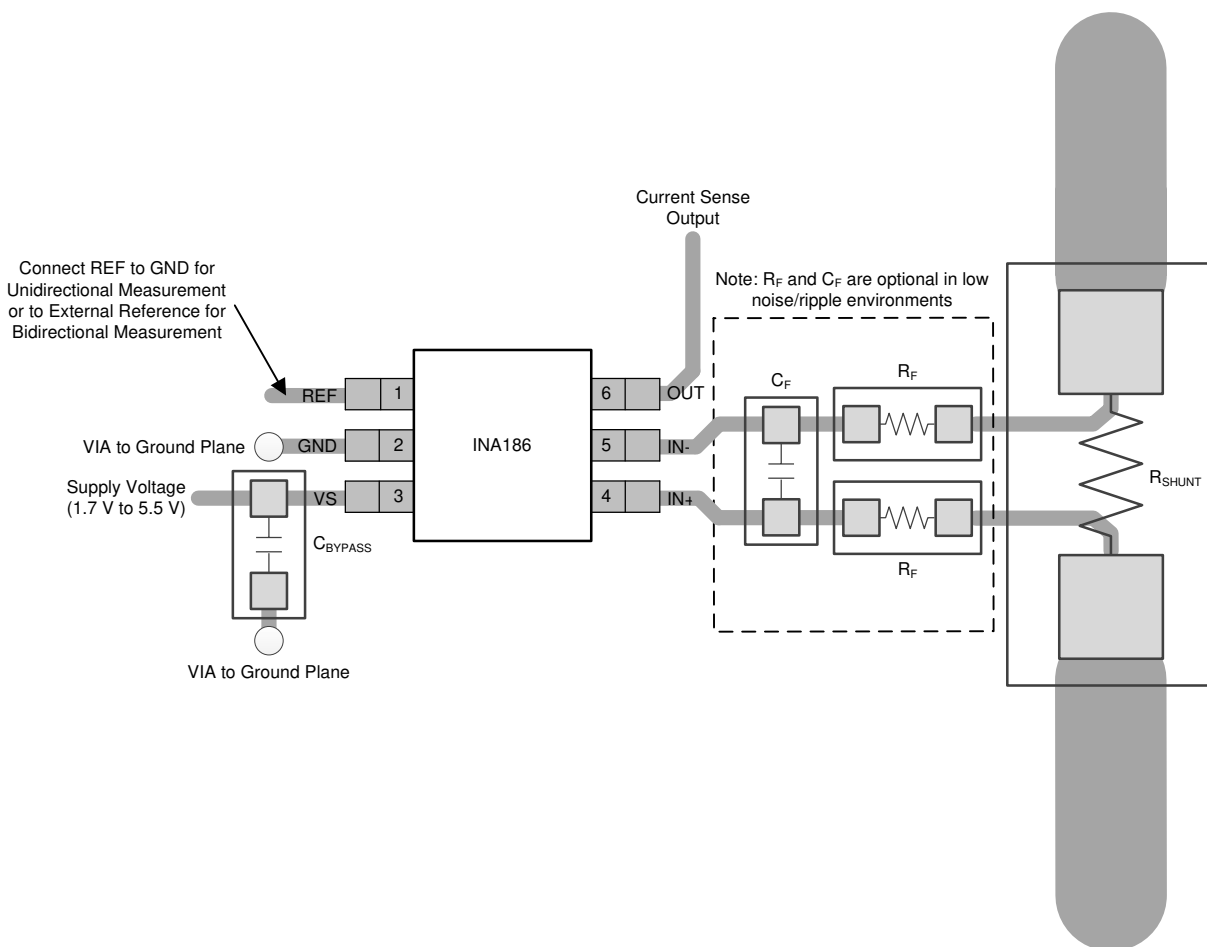 Current Sense
Output
Connect REF to GND for
Unidirectional Measurement
or to External Reference for
Bidirectional Measurement
Note: RF and CF are optional in low
noise/ripple environments
REF
1
6
OUT
CF
RF
VIA to Ground Plane
GND
2
INA186
5
IN-
Supply Voltage
(1.7 V to 5.5 V)
VS
3
4
IN+
RSHUNT
CBYPASS
RF
VIA to Ground Plane